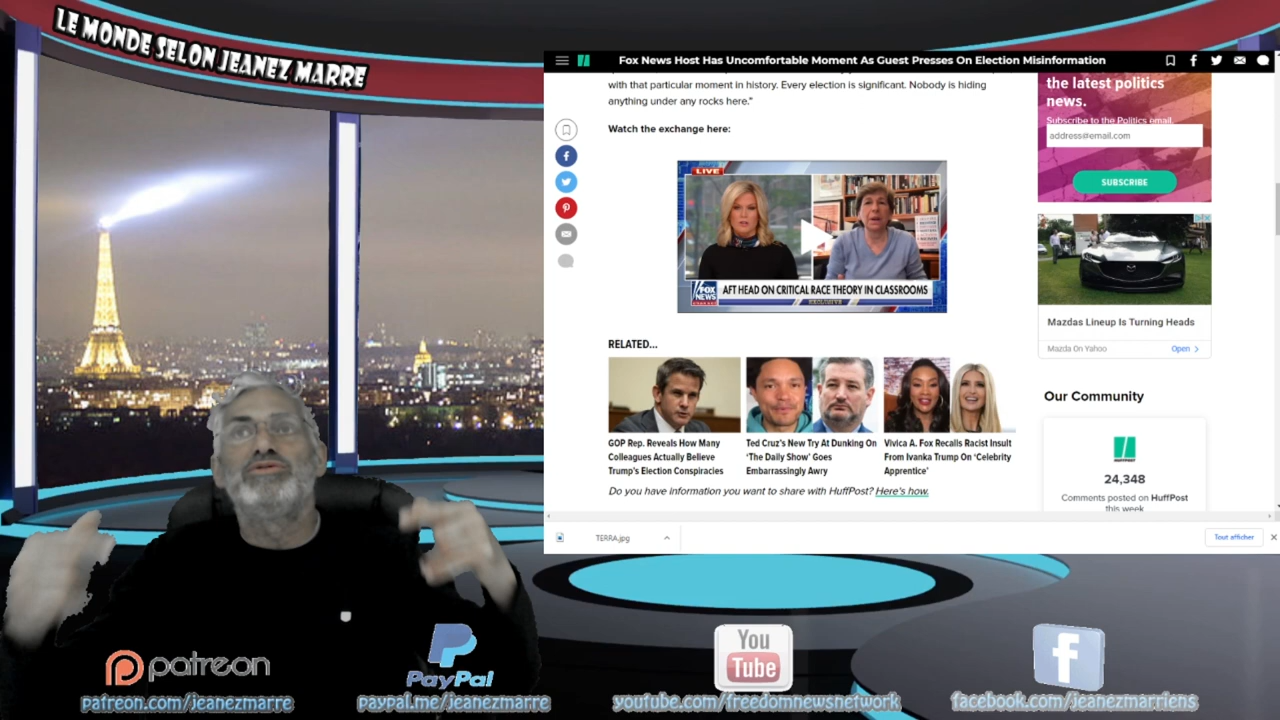 LE MONDE SELON JEANEZ MARRE
Fox News Host Has Uncomfortable Moment As Guest Presses On Election Misinformation
with that particular moment in history. Every election is significant. Nobody is hiding
anything under any rocks here."
Watch the exchange here:
LIVE
FOX
NEWS
AFT HEAD ON CRITICAL RACE THEORY IN CLASSROOMS
EXCLUSIVE
RELATED...
GOP Rep. Reveals How Many
Colleagues Actually Believe
Trump's Election Conspiracies
Ted Cruz's New Try At Dunking On
'The Daily Show' Goes
Embarrassingly Awry
Vivica A. Fox Recalls Racist Insult
From Ivanka Trump On 'Celebrity
Apprentice'
Do you have information you want to share with HuffPost? Here's how.
the latest politics
news.
Subscribe to the Politics email.
address@email.com
SUBSCRIBE
Mazdas Lineup Is Turning Heads
Mazda On Yahoo
Open
Our Community
HUFFPOST
24,348
Comments posted on HuffPost
this week
TERRA.jpg
Tout afficher
patreon
patreon.com/jeanezmarre
PayPal
paypal.me/jeanezmarre
You
Tube
youtube.com/freedomnewsnetwork
facebook.com/jeanezmarriens